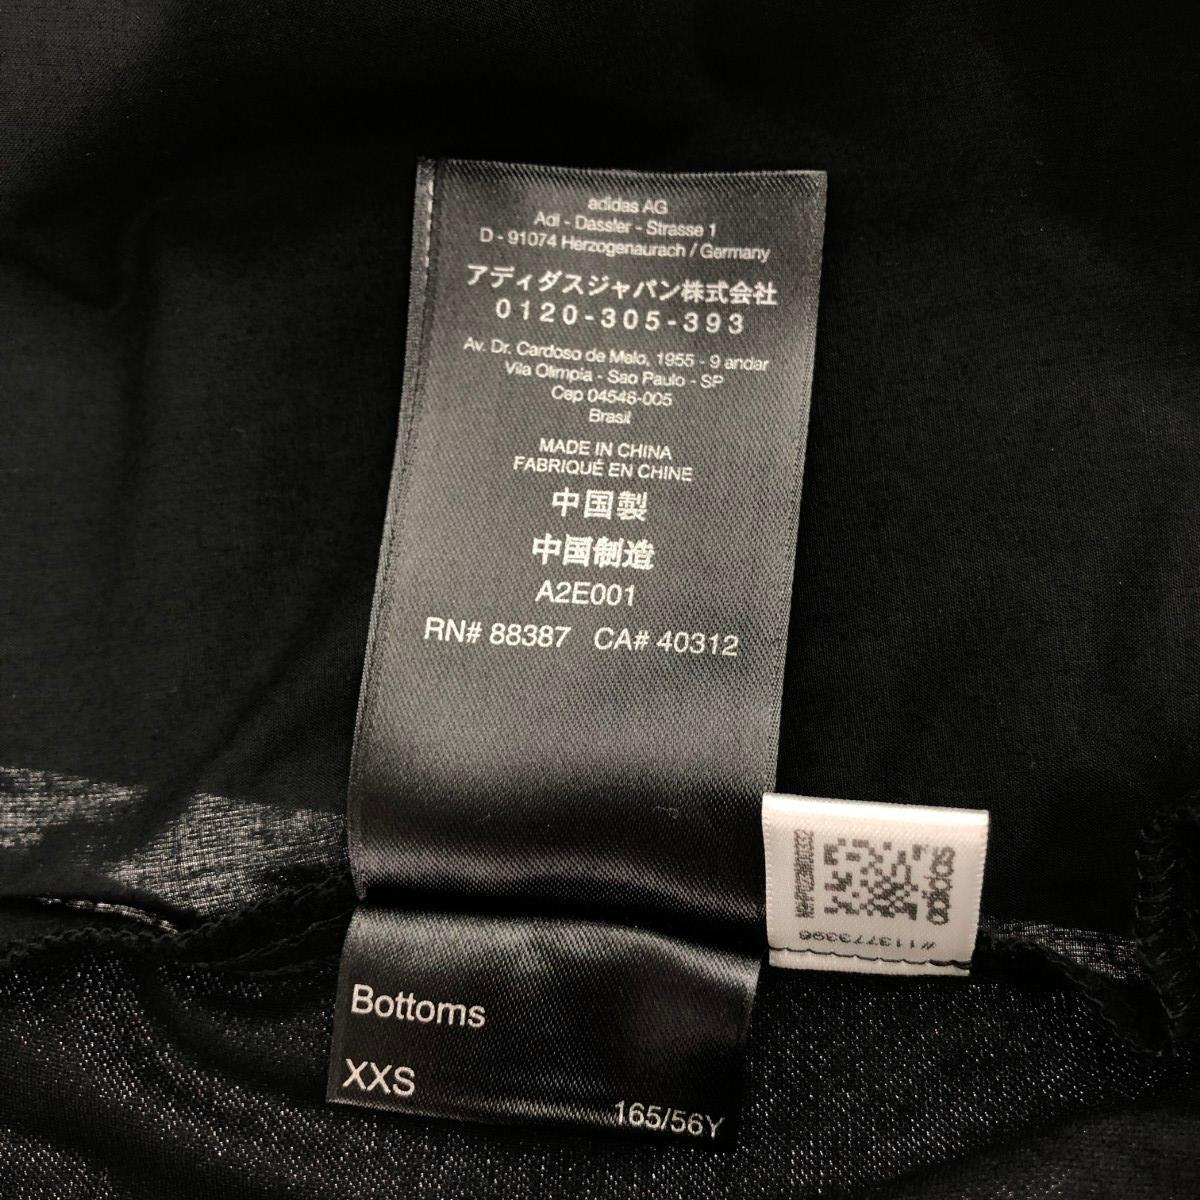 adidas AG
Adi - Dassler - Strasse 1
D - 91074 Herzogenaurach / Germany
アディダスジャパン株式会社
0120-305-393
Av. Dr. Cardoso de Melo, 1955 - 9 andar
Vila Olimpia - Sao Paulo - SP
Cep 04548-005
Brasil
MADE IN CHINA
FABRIQUÉ EN CHINE
中国製
中国制造
A2E001
RN# 88387 CA# 40312
adidas
#113773396
Bottoms
XXS
165/56Y